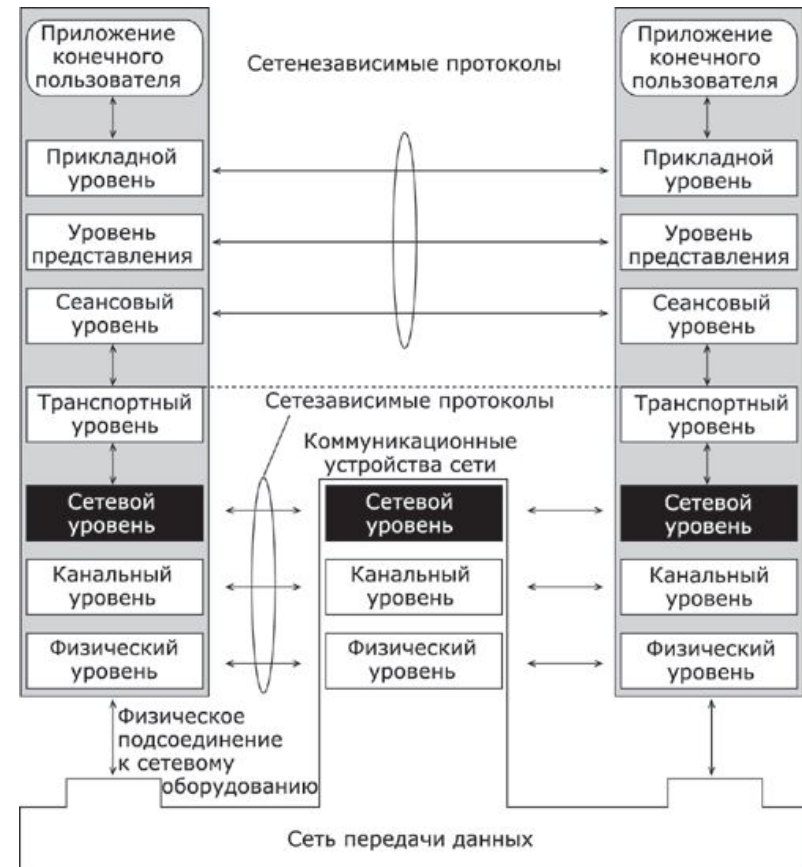 Приложение
конечного
пользователя
Прикладной
уровень
Уровень
представления
Сеансовый
уровень
Транспортный
уровень
Сетевой
уровень
Канальный
уровень
Физический
уровень
Физическое
подсоединение
к сетевому
оборудованию
Сетенезависимые протоколы
Сетезависимые протоколы
Коммуникационные
устройства сети
Сетевой
уровень
Канальный
уровень
Физический
уровень
Приложение
конечного
пользователя
Прикладной
уровень
Уровень
представления
Сеансовый
уровень
Транспортный
уровень
Сетевой
уровень
Канальный
уровень
Физический
уровень
Сеть передачи данных